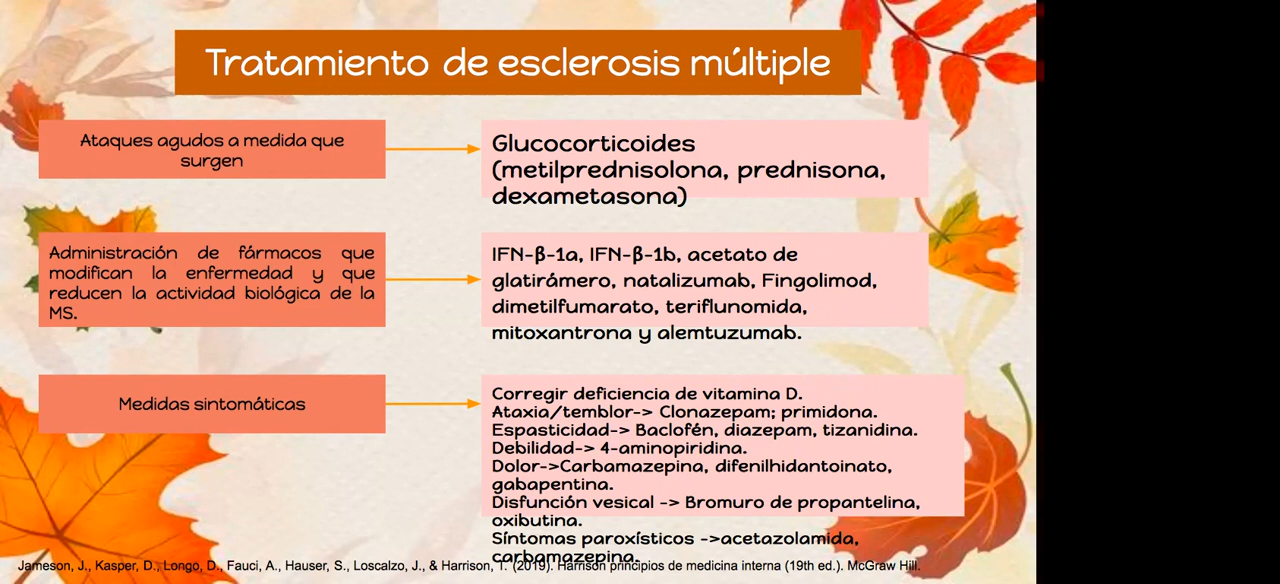 Tratamiento de esclerosis múltiple
Ataques agudos a medida que
surgen
Glucocorticoides
(metilprednisolona, prednisona,
dexametasona)
Administración de fármacos que
modifican la enfermedad y que
reducen la actividad biológica de la
MS.
IFN-β-1a, IFN-β-1b, acetato de
glatirámero, natalizumab, Fingolimod,
dimetilfumarato, teriflunomida,
mitoxantrona y alemtuzumab.
Medidas sintomáticas
Corregir deficiencia de vitamina D.
Ataxia/temblor-> Clonazepam; primidona.
Espasticidad-> Baclofén, diazepam, tizanidina.
Debilidad-> 4-aminopiridina.
Dolor->Carbamazepina, difenilhidantoinato,
gabapentina.
Disfunción vesical -> Bromuro de propantelina,
oxibutina.
Síntomas paroxísticos ->acetazolamida,
carbamazepina.
Jameson, J., Kasper, D., Longo, D., Fauci, A., Hauser, S., Loscalzo, J., & Harrison, T. (2019). Harrison principios de medicina interna (19th ed.). McGraw Hill.